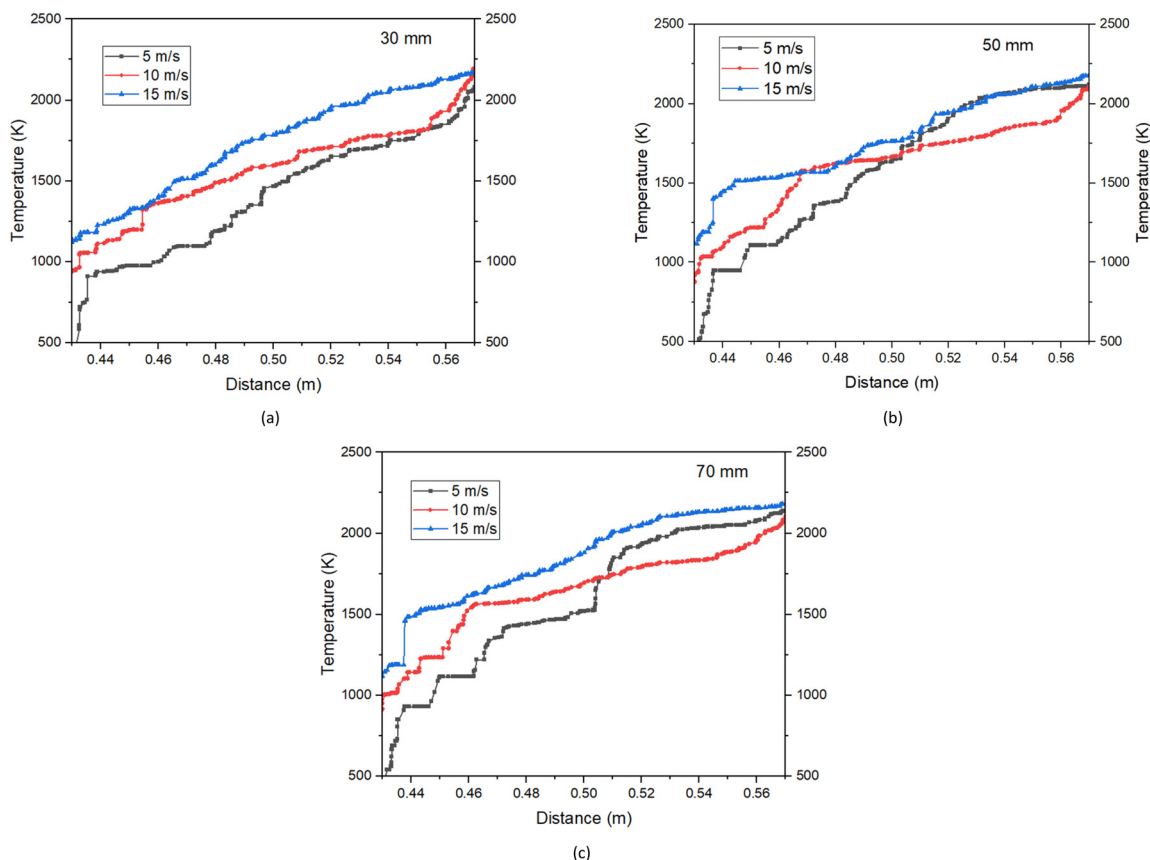 2500
2500
30 mm
5 m/s
10 m/s
15 m/s
2000
2000
1500
1500
1000
1000
500
500
Temperature (K)
Temperature (K)
0.44
0.46
0.48
0.50
0.52
0.54
0.56
Distance (m)
(a)
2500
2500
50 mm
5 m/s
10 m/s
15 m/s
2000
2000
1500
1500
1000
1000
500
500
Temperature (K)
Temperature (K)
0.44
0.46
0.48
0.50
0.52
0.54
0.56
Distance (m)
(b)
2500
2500
70 mm
5 m/s
10 m/s
15 m/s
2000
2000
1500
1500
1000
1000
500
500
Temperature (K)
Temperature (K)
0.44
0.46
0.48
0.50
0.52
0.54
0.56
Distance (m)
(c)